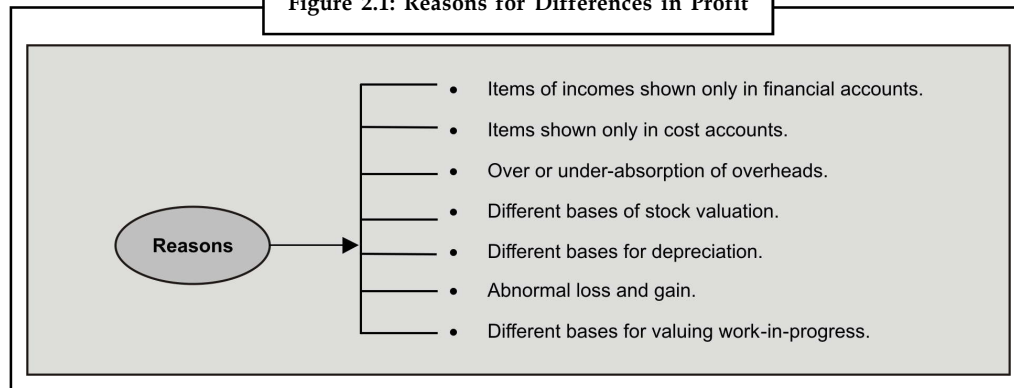 Figure 2.1: Reasons for Differences in Profit
• Items of incomes shown only in financial accounts.
• Items shown only in cost accounts.
• Over or under-absorption of overheads.
• Different bases of stock valuation.
Reasons
• Different bases for depreciation.
• Abnormal loss and gain.
• Different bases for valuing work-in-progress.